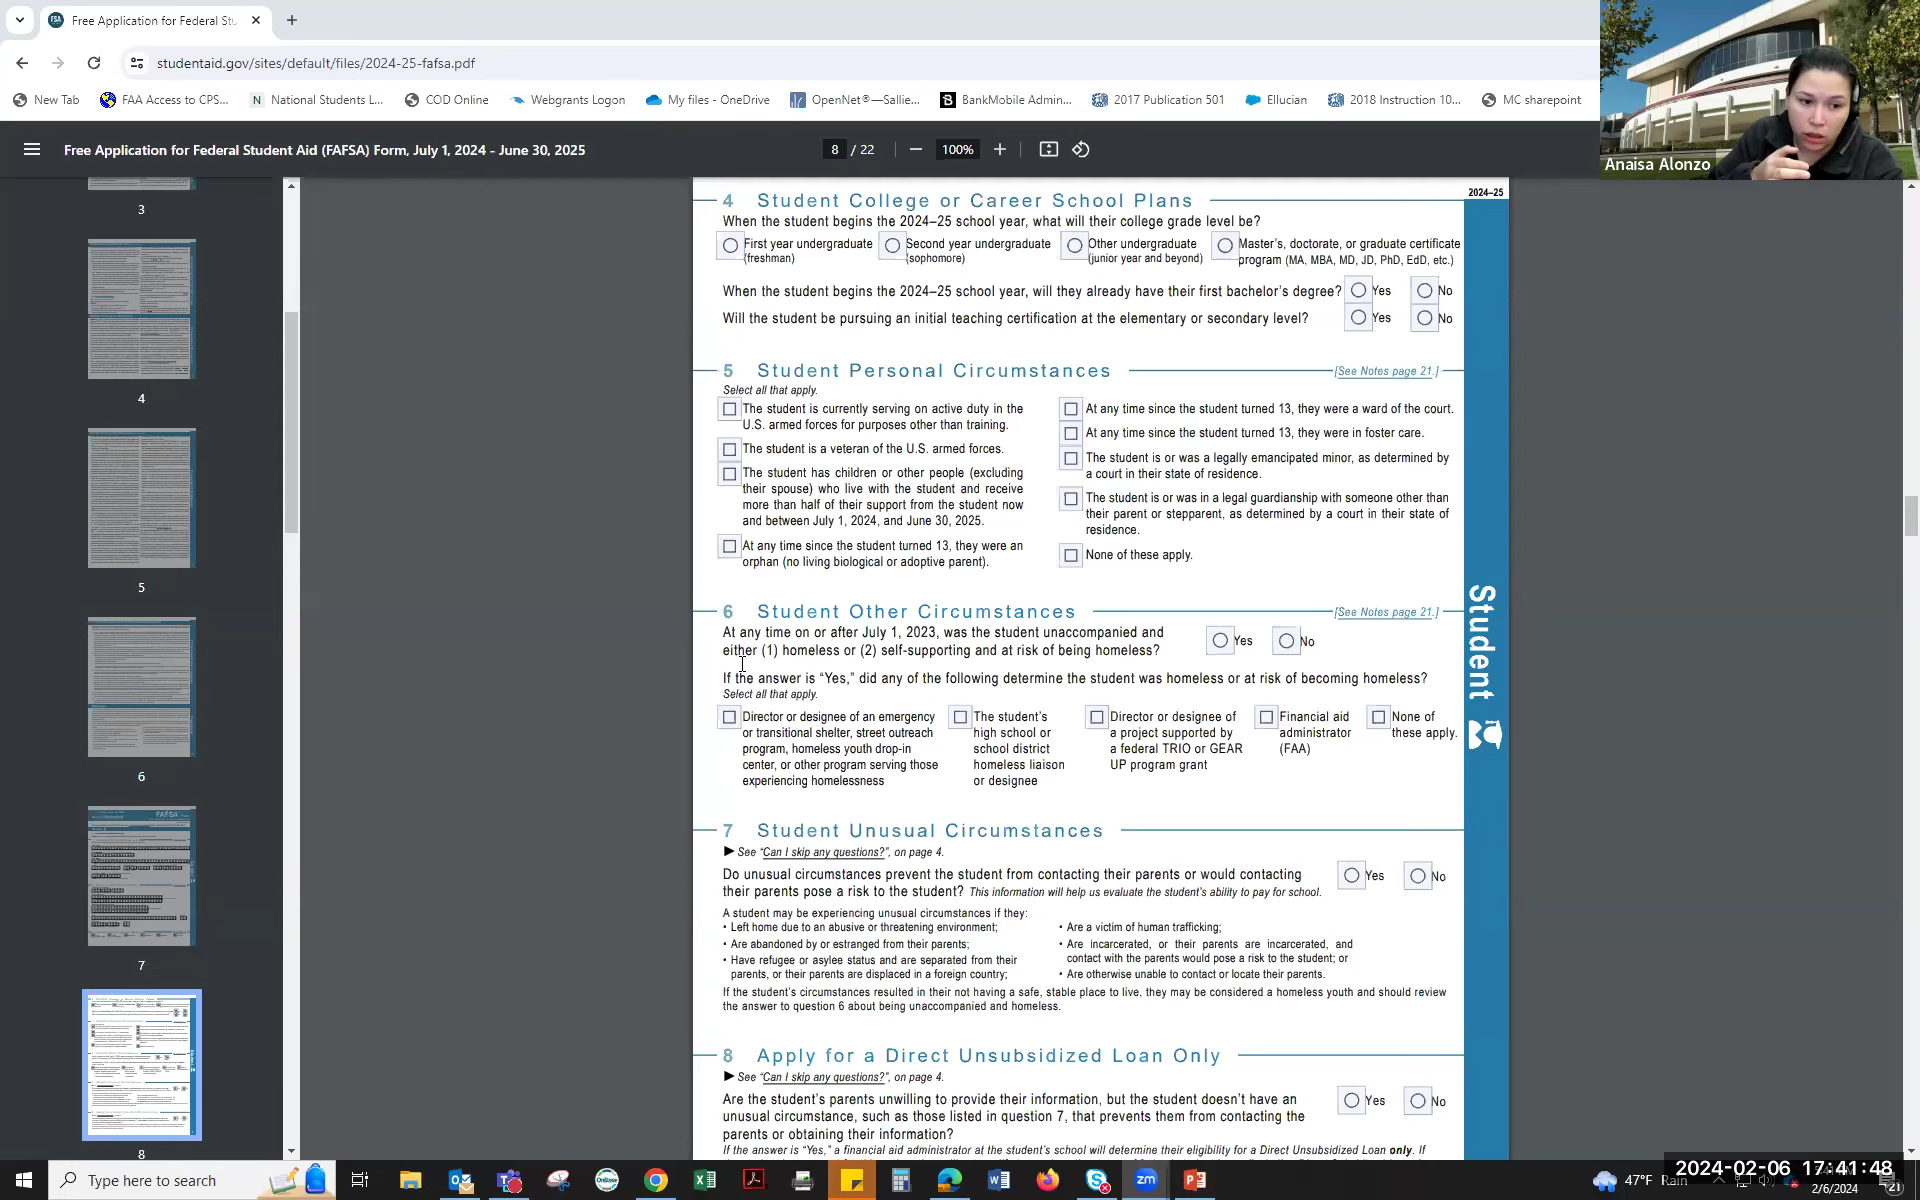 Free Application for Federal Stu
studentaid.gov/sites/default/files/2024-25-fafsa.pdf
New Tab
FAA Access to CPS...
National Students L...
COD Online
Webgrants Logon
My files - OneDrive
OpenNet®—Sallie...
BankMobile Admin...
2017 Publication 501
Ellucian
2018 Instruction 10...
MC sharepoint
Anaisa Alonzo
Free Application for Federal Student Aid (FAFSA) Form, July 1, 2024 - June 30, 2025
8 / 22
100%
3
4
5
6
7
8
2024–25
4 Student College or Career School Plans
When the student begins the 2024–25 school year, what will their college grade level be?
First year undergraduate (freshman)
Second year undergraduate (sophomore)
Other undergraduate (junior year and beyond)
Master's, doctorate, or graduate certificate program (MA, MBA, MD, JD, PhD, EdD, etc.)
When the student begins the 2024–25 school year, will they already have their first bachelor's degree? Yes No
Will the student be pursuing an initial teaching certification at the elementary or secondary level? Yes No
5 Student Personal Circumstances [See Notes page 21.]
Select all that apply.
The student is currently serving on active duty in the
U.S. armed forces for purposes other than training.
The student is a veteran of the U.S. armed forces.
The student has children or other people (excluding
their spouse) who live with the student and receive
more than half of their support from the student now
and between July 1, 2024, and June 30, 2025.
At any time since the student turned 13, they were an
orphan (no living biological or adoptive parent).
At any time since the student turned 13, they were a ward of the court.
At any time since the student turned 13, they were in foster care.
The student is or was a legally emancipated minor, as determined by
a court in their state of residence.
The student is or was in a legal guardianship with someone other than
their parent or stepparent, as determined by a court in their state of
residence.
None of these apply.
6 Student Other Circumstances [See Notes page 21.]
At any time on or after July 1, 2023, was the student unaccompanied and
either (1) homeless or (2) self-supporting and at risk of being homeless?
Yes No
If the answer is “Yes,” did any of the following determine the student was homeless or at risk of becoming homeless?
Select all that apply.
Director or designee of an emergency
or transitional shelter, street outreach
program, homeless youth drop-in
center, or other program serving those
experiencing homelessness
The student's
high school or
school district
homeless liaison
or designee
Director or designee of
a project supported by
a federal TRIO or GEAR
UP program grant
Financial aid
administrator
(FAA)
None of
these apply.
Student
7 Student Unusual Circumstances
See “Can I skip any questions?”, on page 4.
Do unusual circumstances prevent the student from contacting their parents or would contacting
their parents pose a risk to the student? This information will help us evaluate the student's ability to pay for school.
Yes No
A student may be experiencing unusual circumstances if they:
• Left home due to an abusive or threatening environment;
• Are abandoned by or estranged from their parents;
• Have refugee or asylee status and are separated from their
parents, or their parents are displaced in a foreign country;
• Are a victim of human trafficking;
• Are incarcerated, or their parents are incarcerated, and
contact with the parents would pose a risk to the student; or
• Are otherwise unable to contact or locate their parents.
If the student's circumstances resulted in their not having a safe, stable place to live, they may be considered a homeless youth and should review
the answer to question 6 about being unaccompanied and homeless.
8 Apply for a Direct Unsubsidized Loan Only
See “Can I skip any questions?”, on page 4.
Are the student's parents unwilling to provide their information, but the student doesn't have an
unusual circumstance, such as those listed in question 7, that prevents them from contacting the
parents or obtaining their information?
Yes No
If the answer is “Yes,” a financial aid administrator at the student's school will determine their eligibility for a Direct Unsubsidized Loan only. If
Type here to search
47°F Rain
2024-02-06 17:41:48
2/6/2024
21